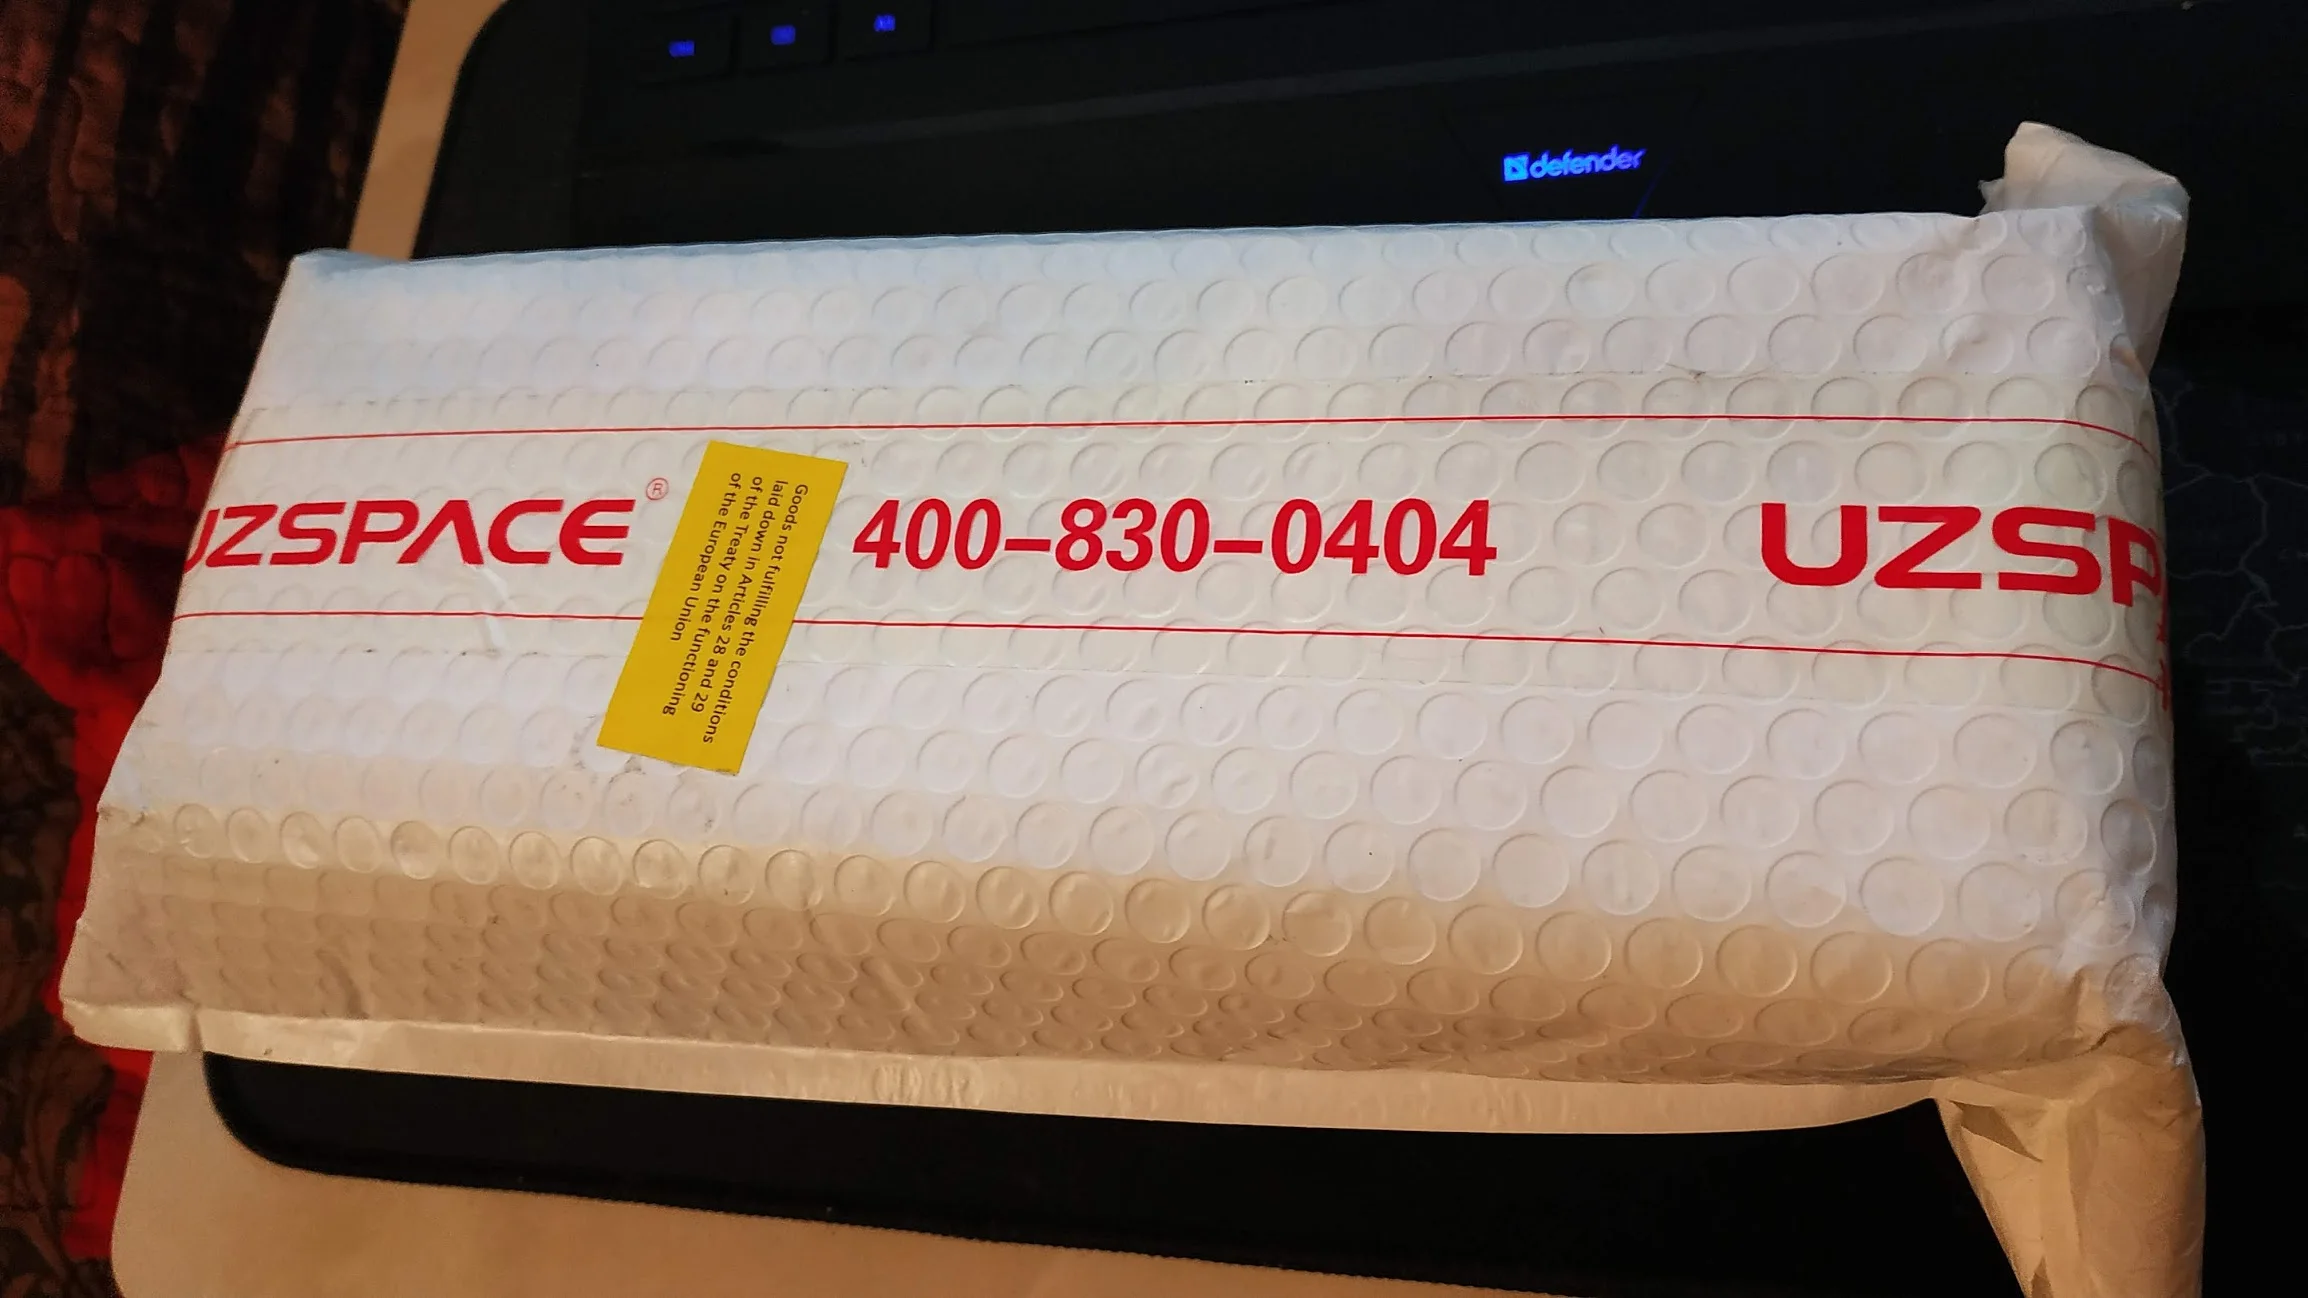 defender
UZSPACE®
400-830-0404
UZSP
Goods not fulfilling the conditions
laid down in Articles 28 and 29
of the Treaty on the functioning
of the European Union